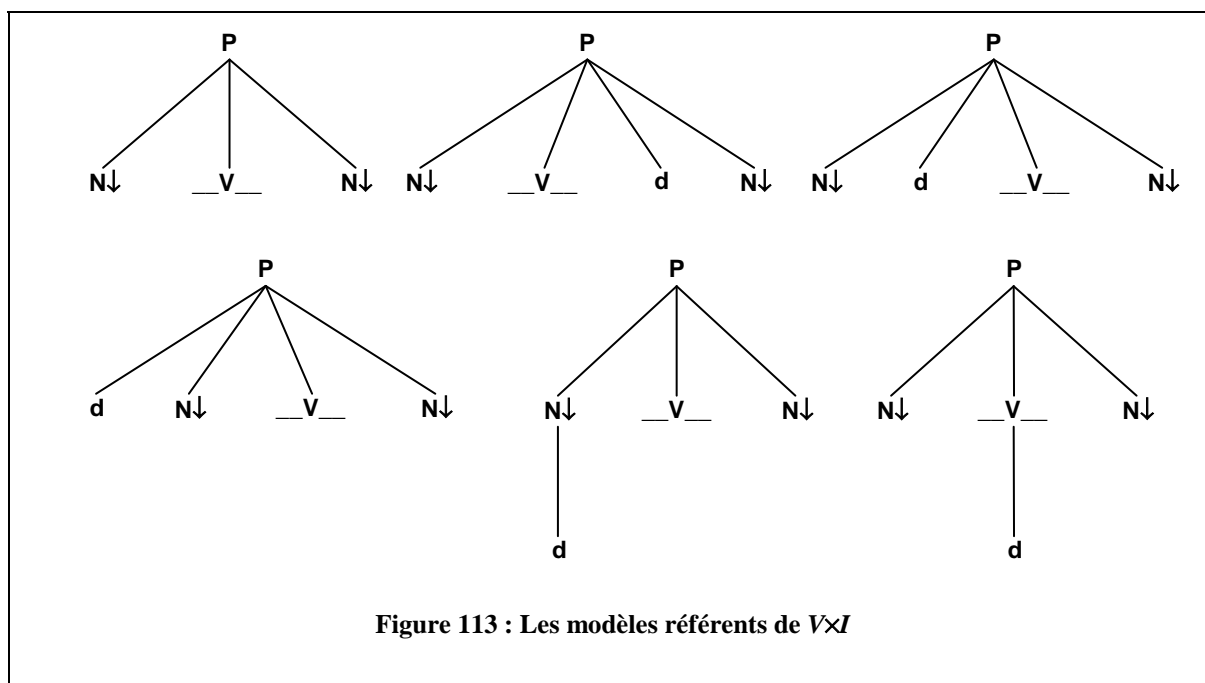 P P P
N↓ __V__ N↓ N↓ __V__ d N↓ N↓ d __V__ N↓
P P P
d N↓ __V__ N↓ N↓ __V__ N↓ N↓ __V__ N↓
d d
Figure 113 : Les modèles référents de V×I